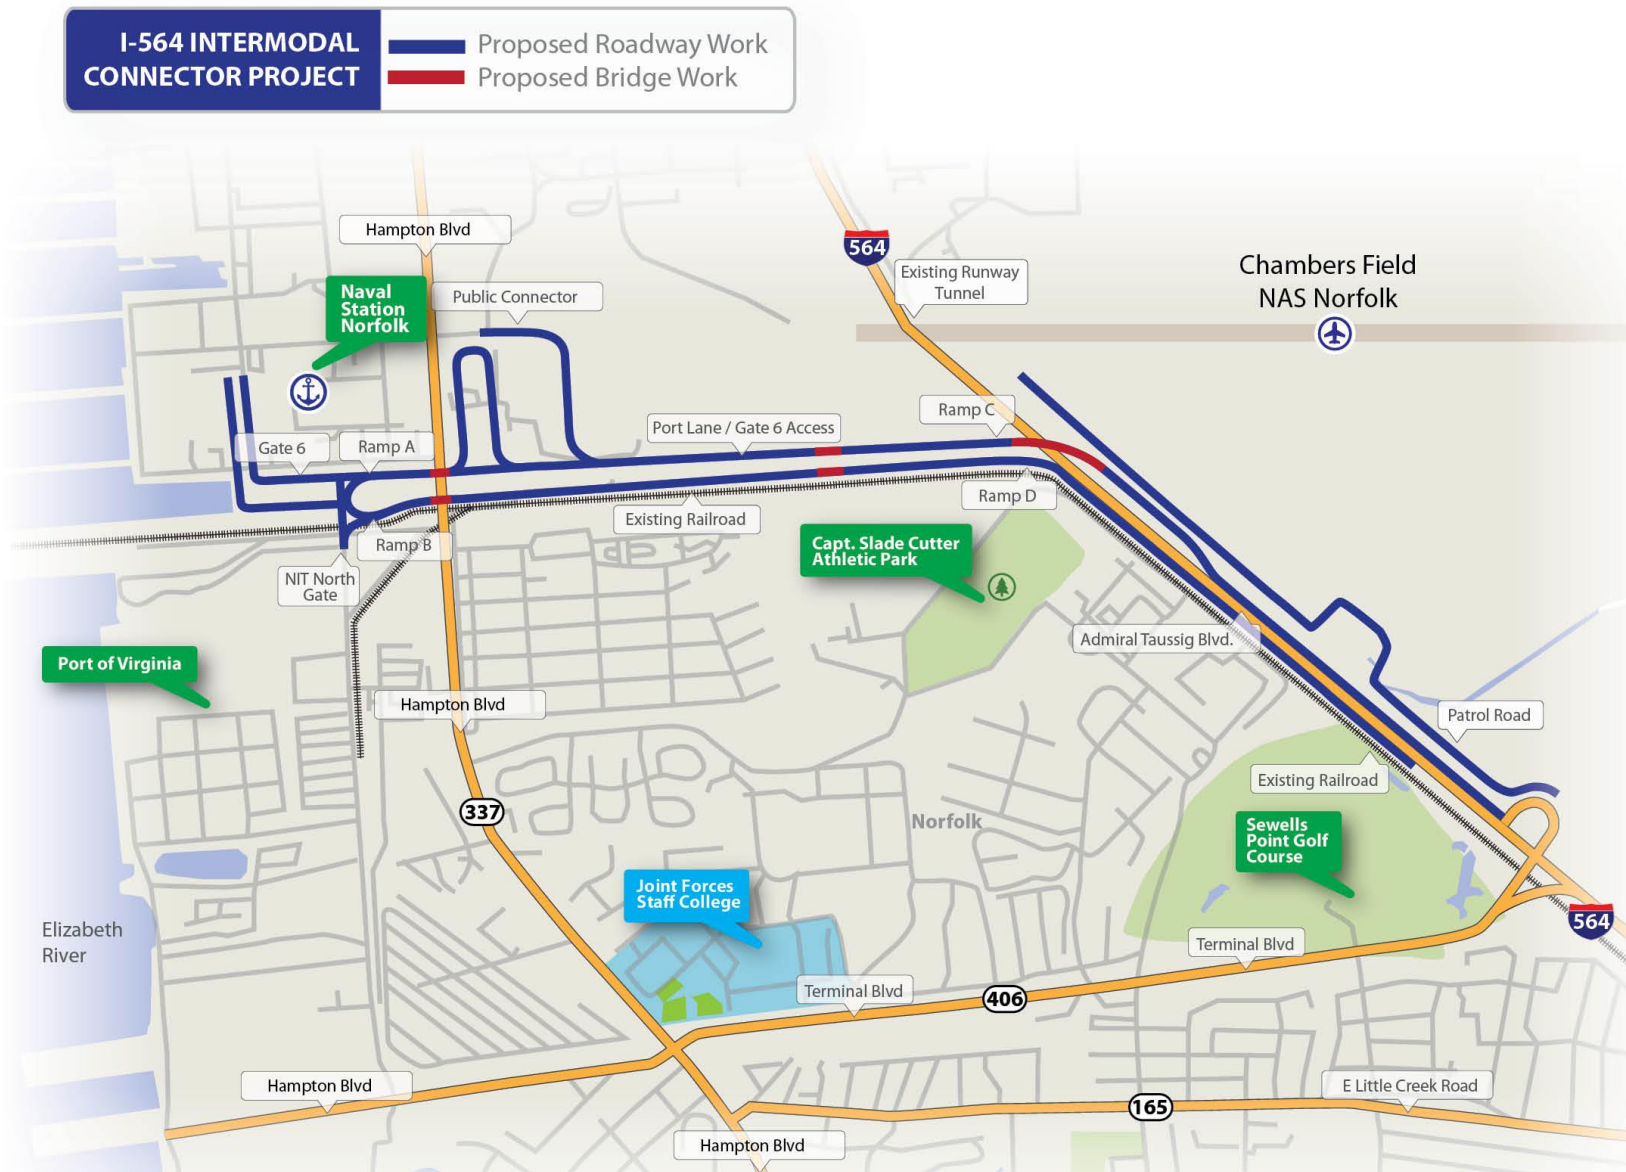 I-564 INTERMODAL
CONNECTOR PROJECT
Proposed Roadway Work
Proposed Bridge Work
Hampton Blvd
564
Existing Runway
Tunnel
Chambers Field
NAS Norfolk
Naval
Station
Norfolk
Public Connector
Ramp C
Port Lane / Gate 6 Access
Gate 6
Ramp A
Ramp D
Existing Railroad
Ramp B
Capt. Slade Cutter
Athletic Park
NIT North
Gate
Admiral Taussig Blvd.
Port of Virginia
Hampton Blvd
Patrol Road
Existing Railroad
337
Norfolk
Sewells
Point Golf
Course
Joint Forces
Staff College
564
Elizabeth
River
Terminal Blvd
Terminal Blvd
406
Hampton Blvd
E Little Creek Road
165
Hampton Blvd